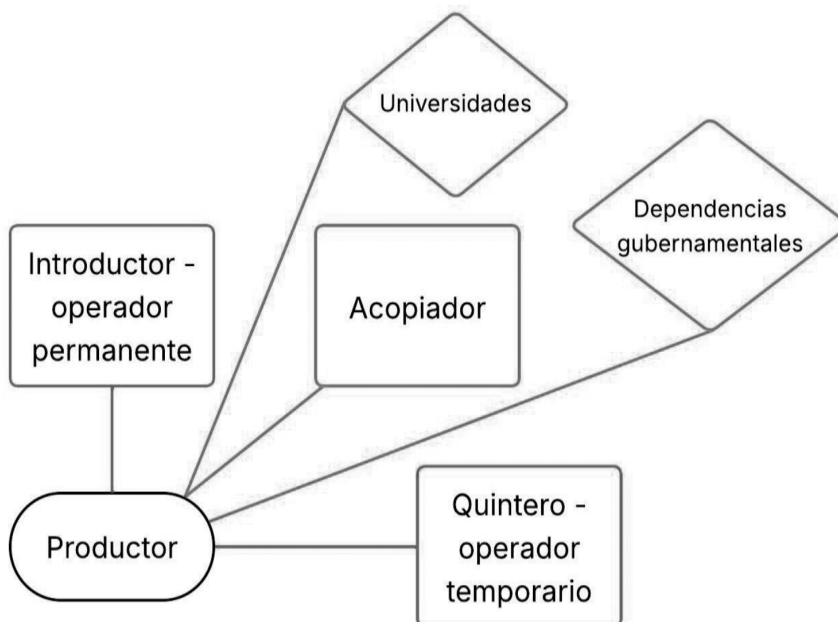 Universidades
Dependencias
gubernamentales
Introductor -
operador
permanente
Acopiador
Quintero -
operador
temporario
Productor